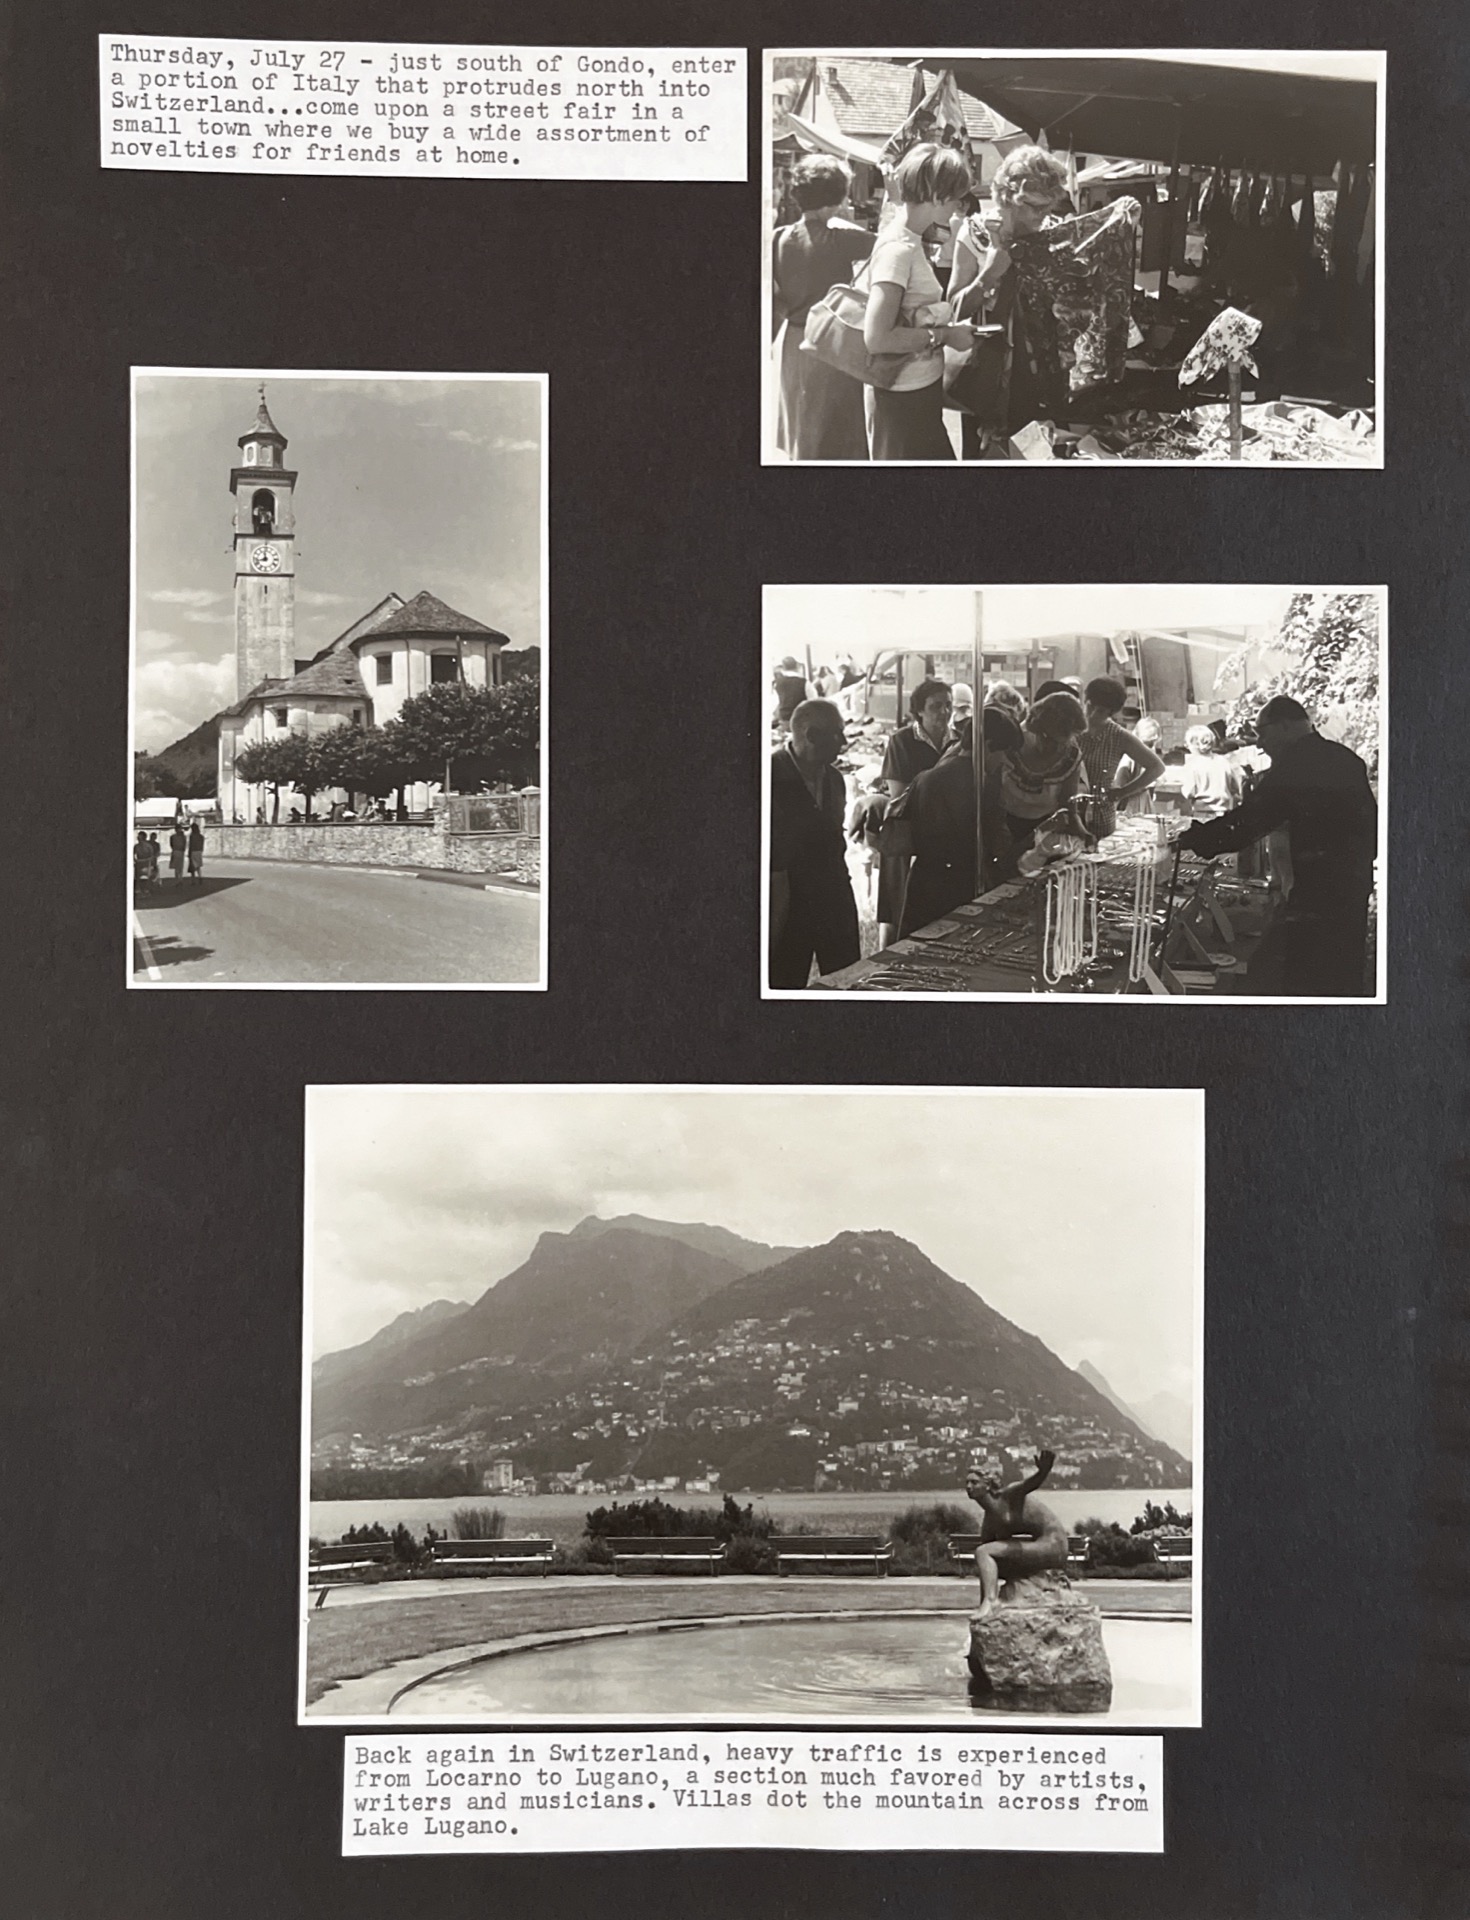 Thursday, July 27 - just south of Gondo, enter
a portion of Italy that protrudes north into
Switzerland...come upon a street fair in a
small town where we buy a wide assortment of
novelties for friends at home.
Back again in Switzerland, heavy traffic is experienced
from Locarno to Lugano, a section much favored by artists,
writers and musicians. Villas dot the mountain across from
Lake Lugano.